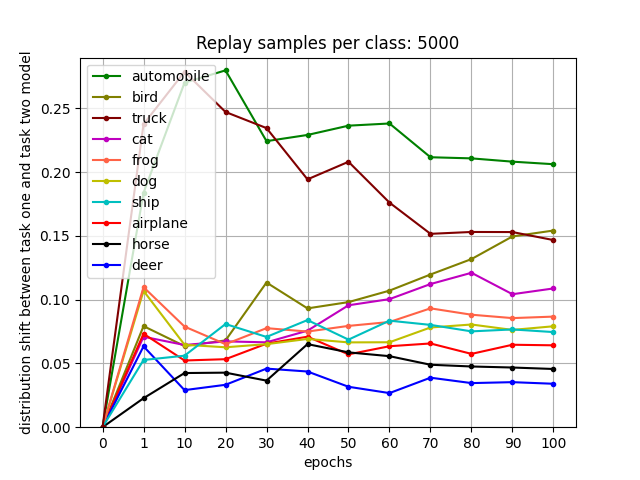 Replay samples per class: 5000
distribution shift between task one and task two model
0.25
0.20
0.15
0.10
0.05
0.00
automobile
bird
truck
cat
frog
dog
ship
airplane
horse
deer
0 1 10 20 30 40 50 60 70 80 90 100
epochs